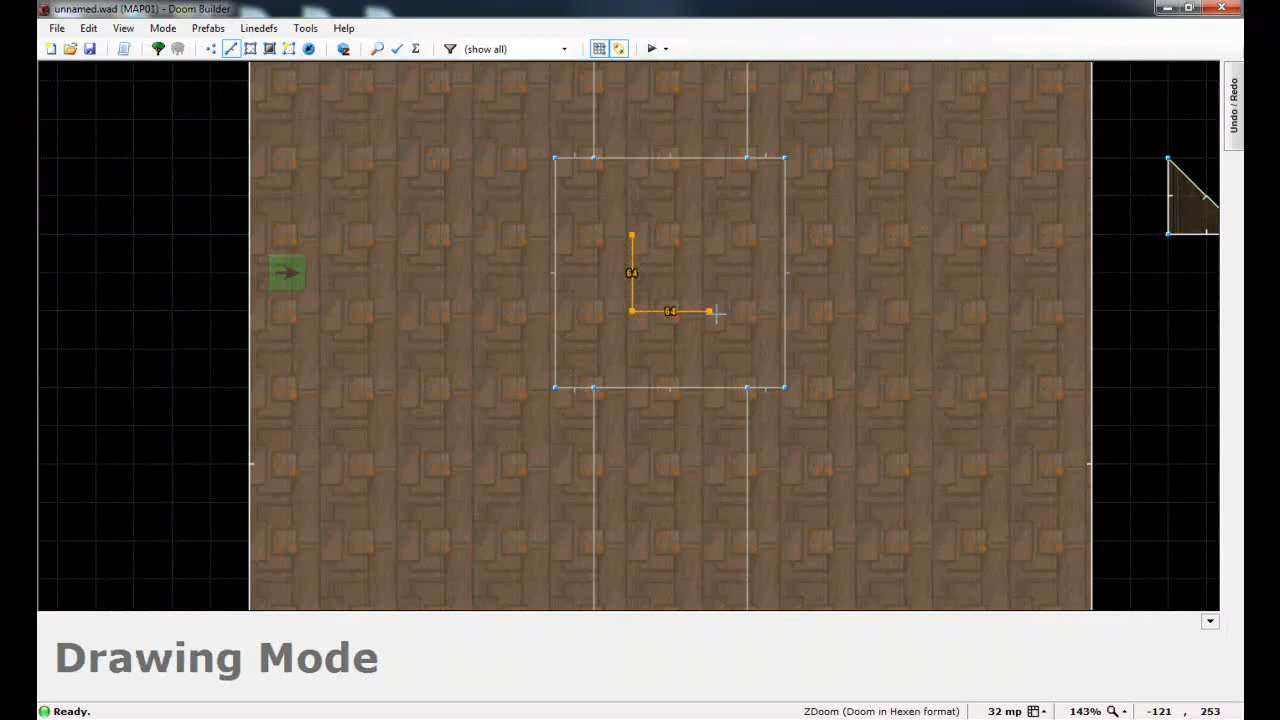 unnamed.wad (MAP01) - Doom Builder
File Edit View Mode Prefabs Linedefs Tools Help
(show all)
Undo / Redo
64
64
Drawing Mode
Ready.
ZDoom (Doom in Hexen format) 32 mp 143% -121 , 253